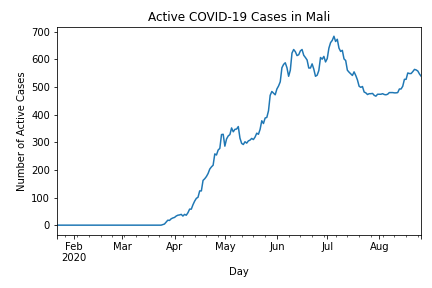 Active COVID-19 Cases in Mali
Number of Active Cases
700
600
500
400
300
200
100
0
Feb Mar Apr May Jun Jul Aug
2020
Day